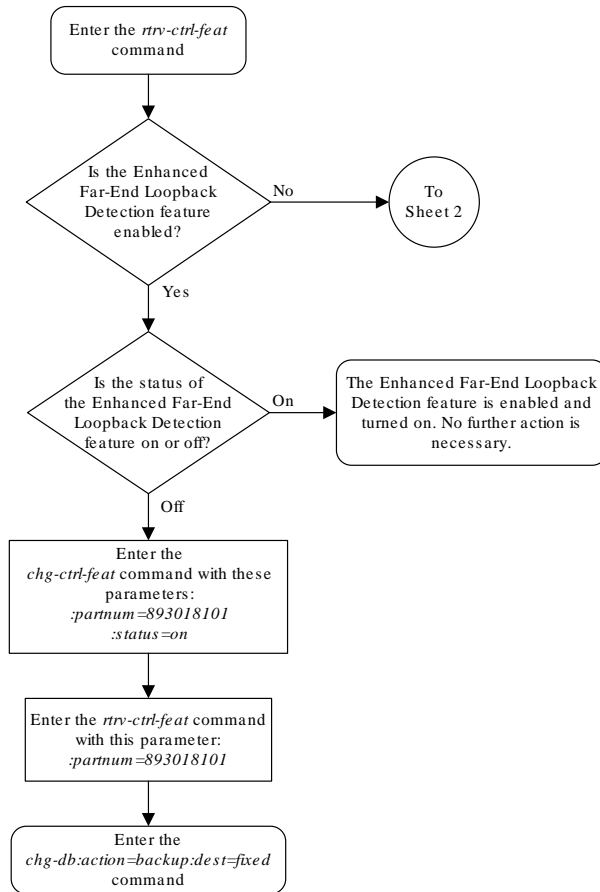 Enter the rtrv-ctrl-feat
command
Is the Enhanced
Far-End Loopback
Detection feature
enabled?
No
To
Sheet 2
Yes
Is the status of
the Enhanced Far-End
Loopback Detection
feature on or off?
On
The Enhanced Far-End Loopback
Detection feature is enabled and
turned on. No further action is
necessary.
Off
Enter the
chg-ctrl-feat command with these
parameters:
:partnum=893018101
:status=on
Enter the rtrv-ctrl-feat command
with this parameter:
:partnum=893018101
Enter the
chg-db:action=backup:dest=fixed
command